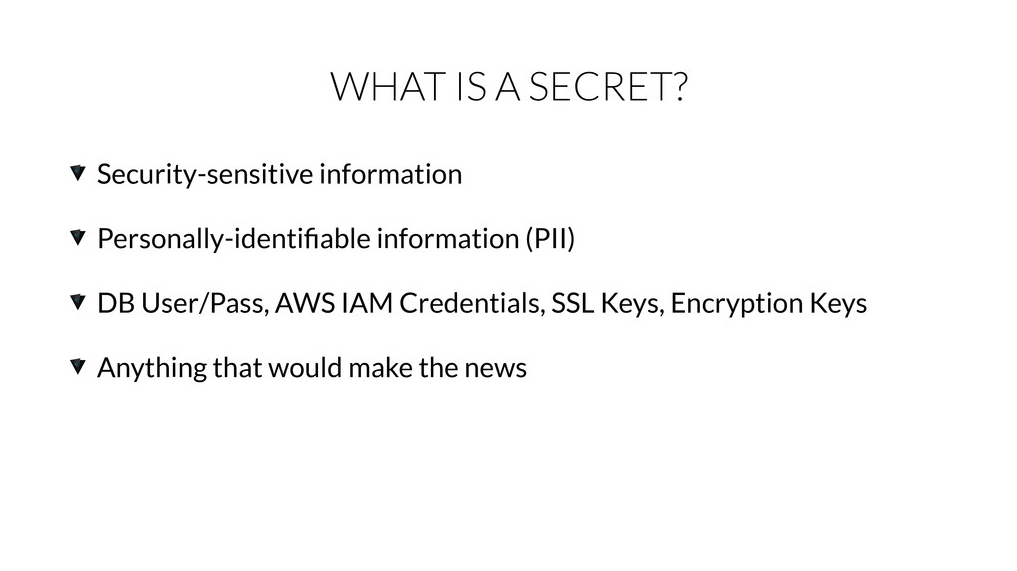 WHAT IS A SECRET?
Security-sensitive information
Personally-identifiable information (PII)
DB User/Pass, AWS IAM Credentials, SSL Keys, Encryption Keys
Anything that would make the news